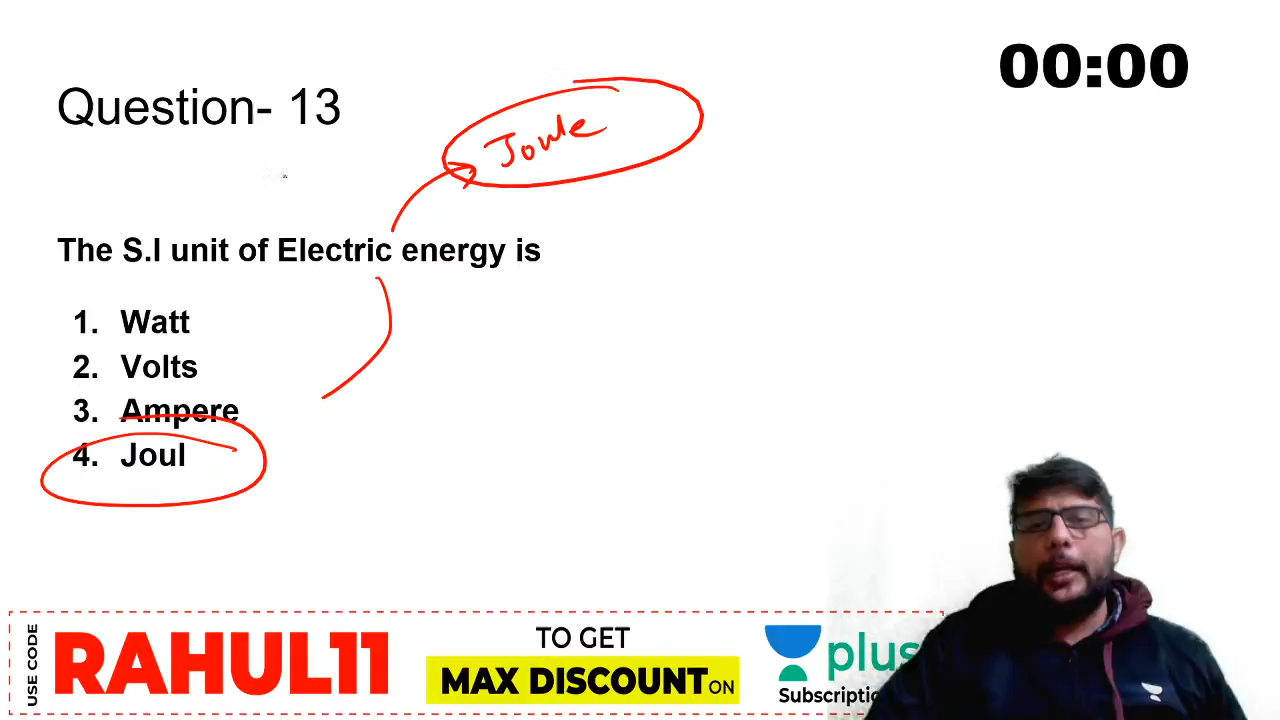 00:00
Question- 13
Joule
The S.I unit of Electric energy is
1. Watt
2. Volts
3. Ampere
4. Joul
USE CODE
RAHUL11
TO GET
MAX DISCOUNT ON
plus
Subscriptio